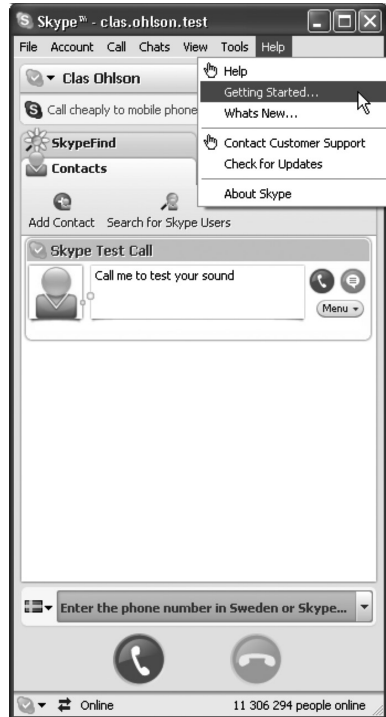 Skype™ - clas.ohlson.test
File Account Call Chats View Tools Help
Clas Ohlson
Call cheaply to mobile phone
Help
Getting Started...
Whats New...
Contact Customer Support
Check for Updates
About Skype
SkypeFind
Contacts
Add Contact Search for Skype Users
Skype Test Call
Call me to test your sound
Menu
Enter the phone number in Sweden or Skype...
Online 11 306 294 people online